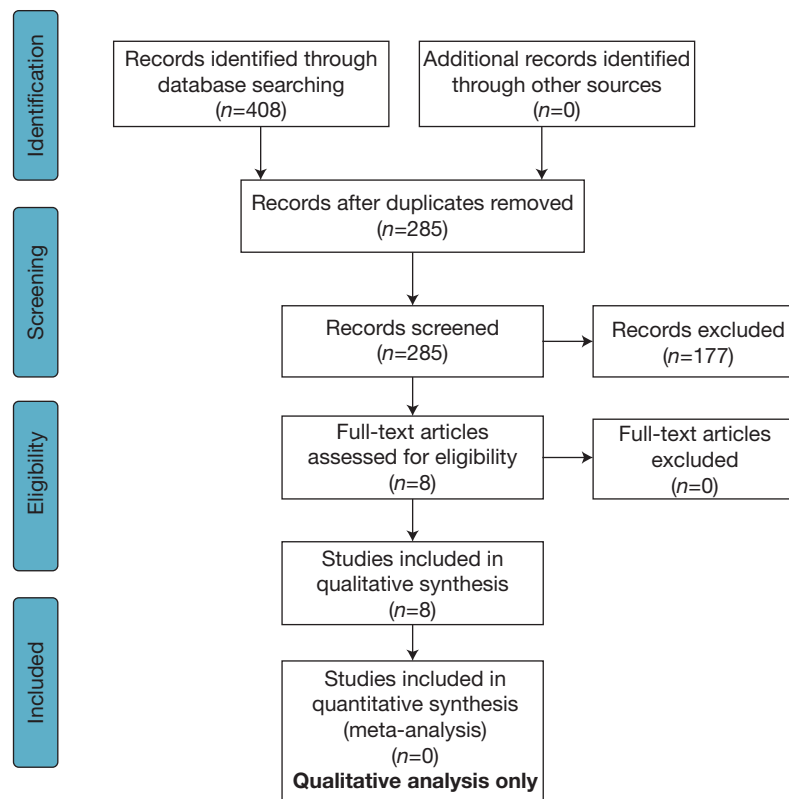 Identification
Records identified through
database searching
(n=408)
Additional records identified
through other sources
(n=0)
Records after duplicates removed
(n=285)
Screening
Records screened
(n=285)
Records excluded
(n=177)
Eligibility
Full-text articles
assessed for eligibility
(n=8)
Full-text articles
excluded
(n=0)
Studies included in
qualitative synthesis
(n=8)
Included
Studies included in
quantitative synthesis
(meta-analysis)
(n=0)
Qualitative analysis only